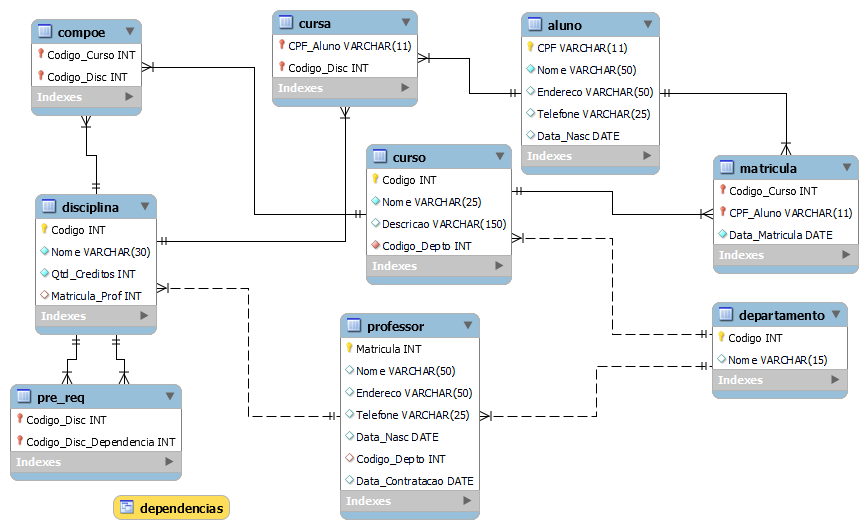 compoe
Codigo_Curso INT
Codigo_Disc INT
Indexes
cursa
CPF_Aluno VARCHAR(11)
Codigo_Disc INT
Indexes
aluno
CPF VARCHAR(11)
Nome VARCHAR(50)
Endereco VARCHAR(50)
Telefone VARCHAR(25)
Data_Nasc DATE
Indexes
curso
Codigo INT
Nome VARCHAR(25)
Descricao VARCHAR(150)
Codigo_Depto INT
Indexes
matricula
Codigo_Curso INT
CPF_Aluno VARCHAR(11)
Data_Matricula DATE
Indexes
disciplina
Codigo INT
Nome VARCHAR(30)
Qtd_Creditos INT
Matricula_Prof INT
Indexes
professor
Matricula INT
Nome VARCHAR(50)
Endereco VARCHAR(50)
Telefone VARCHAR(25)
Data_Nasc DATE
Codigo_Depto INT
Data_Contratacao DATE
Indexes
departamento
Codigo INT
Nome VARCHAR(15)
Indexes
pre_req
Codigo_Disc INT
Codigo_Disc_Dependencia INT
Indexes
dependencias